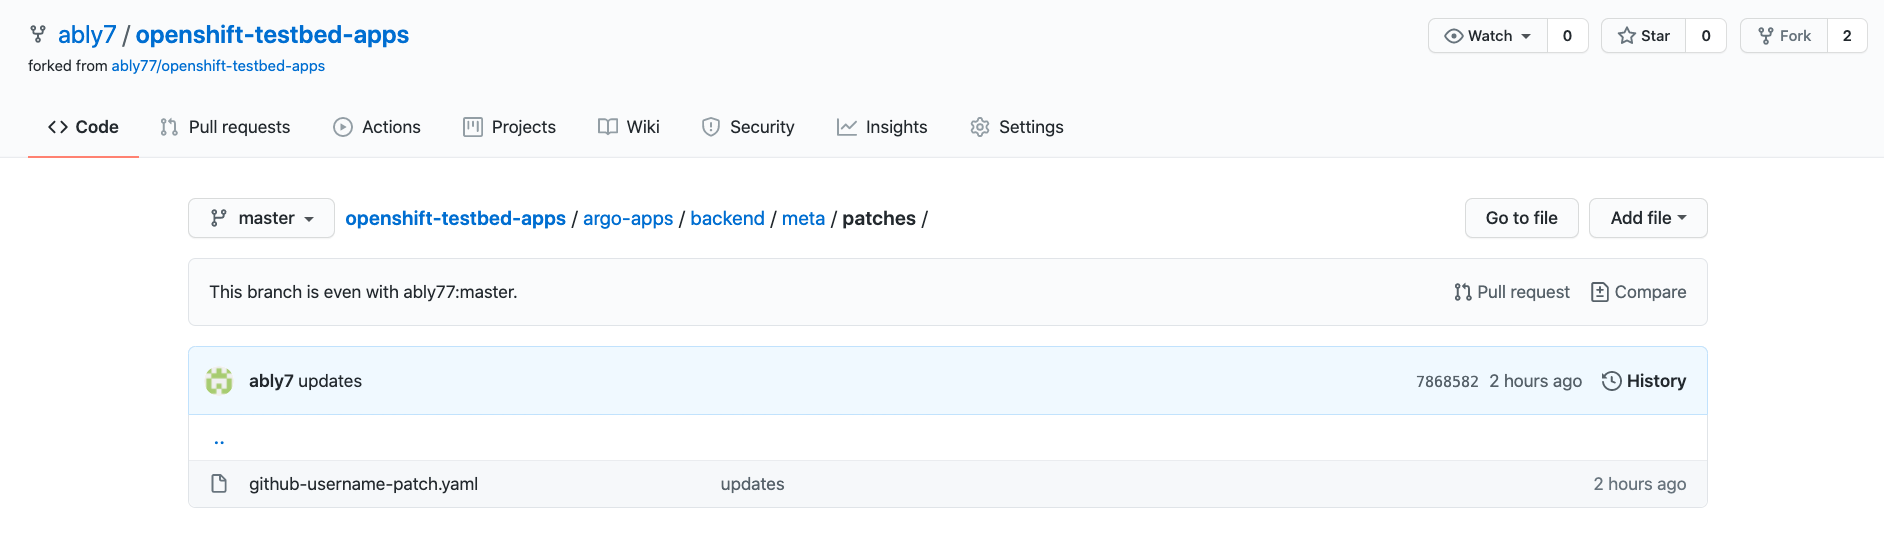 ably7 / openshift-testbed-apps
Watch 0 Star 0 Fork 2
forked from ably77/openshift-testbed-apps
Code Pull requests Actions Projects Wiki Security Insights Settings
master openshift-testbed-apps / argo-apps / backend / meta / patches / Go to file Add file
This branch is even with ably77:master. Pull request Compare
ably7 updates 7868582 2 hours ago History
..
github-username-patch.yaml updates 2 hours ago